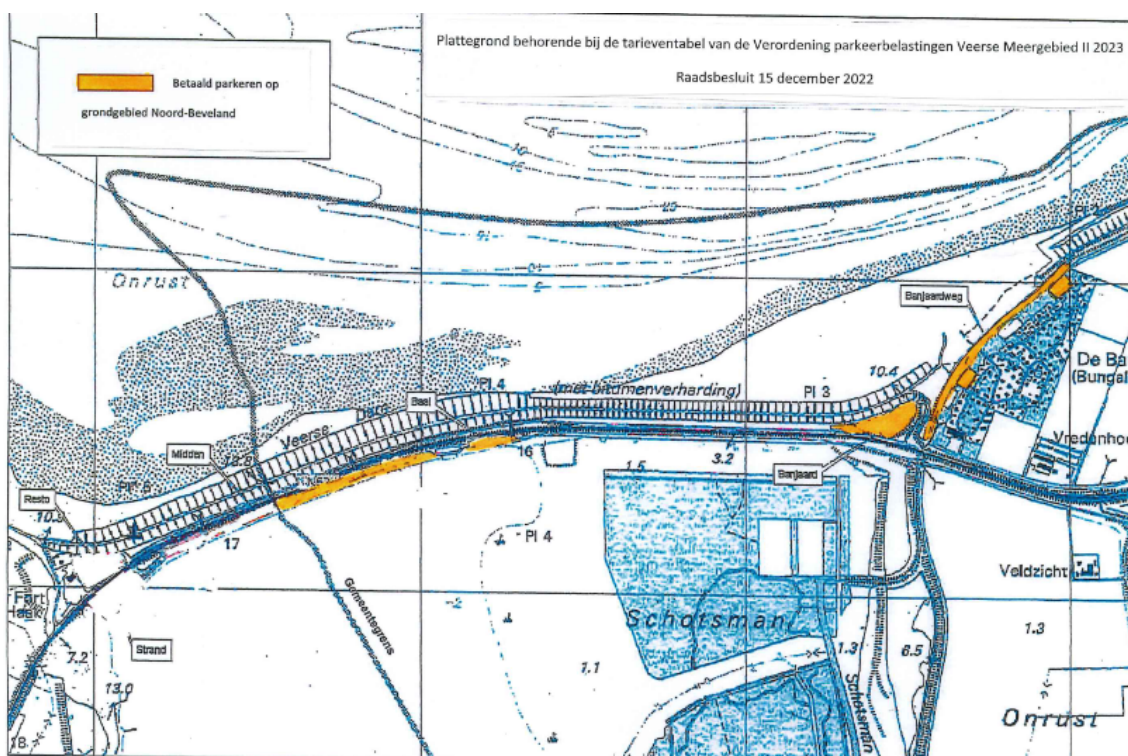 Plattegrond behorende bij de tarieventabel van de Verordening parkeerbelastingen Veerse Meergebied II 2023
Raadsbesluit 15 december 2022
Betaald parkeren op
grondgebied Noord-Beveland
Onrust
Banjaardweg
De Ba
(Bungal
10.4
(met bitumenverharding)
Pl 4
Pl 3
Dam
Baal
Veerse
Midden
Vredenhoe
16
1.5
3.2
Banjaard
Resto
17
Pl 4
Veldzicht
Fort
Gemeentegrens
Schotsman
1.3
1.3
Strand
7.2
1.1
6.5
13.0
Schotsman
Onrust
18.